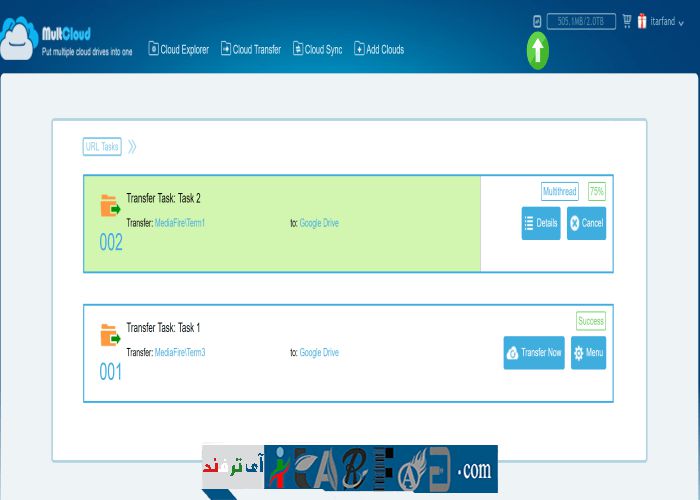 MultCloud
Put multiple cloud drives into one
Cloud Explorer
Cloud Transfer
Cloud Sync
Add Clouds
505.1MB/2.0TB
itarfand
URL Tasks
Transfer Task: Task 2
Multithread
75%
Transfer: MediaFire\Term1 to: Google Drive
Details
Cancel
002
Transfer Task: Task 1
Success
Transfer: MediaFire\Term3 to: Google Drive
Transfer Now
Menu
001
آی ترفند
iTARFAND.com